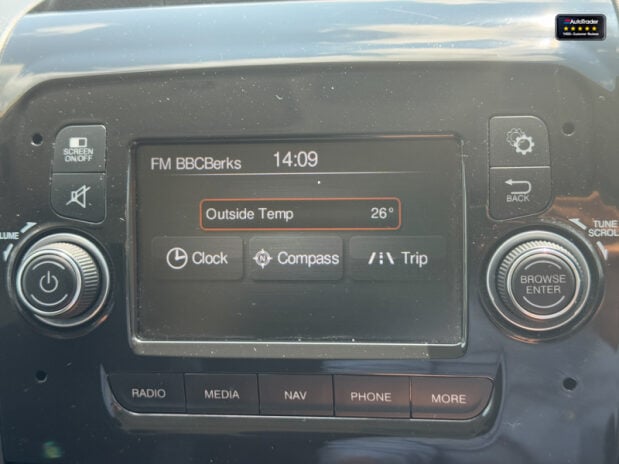 AutoTrader
SCREEN
ON/OFF
FM BBCBerks 14:09
BACK
Outside Temp 26°
LUME
TUNE
SCROLL
Clock
N Compass
Trip
BROWSE
ENTER
RADIO
MEDIA
NAV
PHONE
MORE